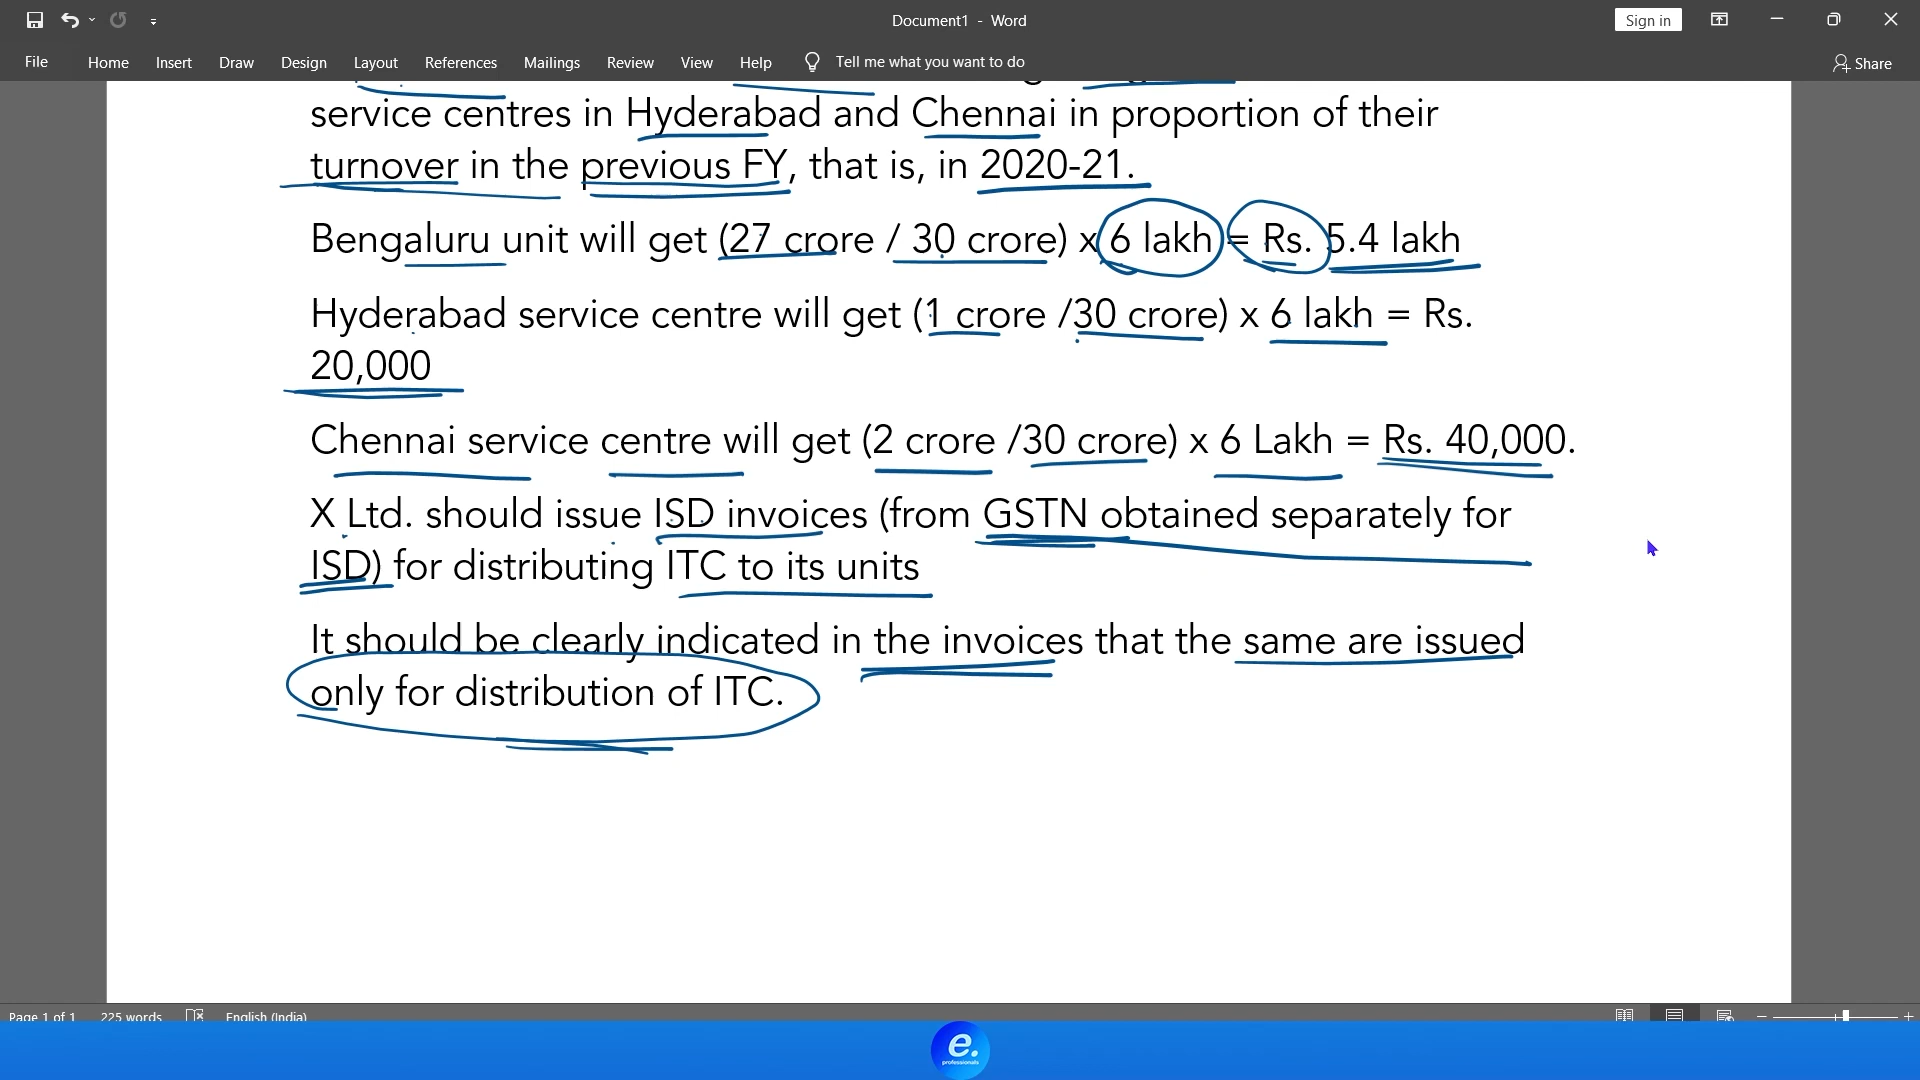 Document1 - Word
Sign in
File Home Insert Draw Design Layout References Mailings Review View Help Tell me what you want to do Share
service centres in Hyderabad and Chennai in proportion of their
turnover in the previous FY, that is, in 2020-21.
Bengaluru unit will get (27 crore / 30 crore) x 6 lakh = Rs. 5.4 lakh
Hyderabad service centre will get (1 crore /30 crore) x 6 lakh = Rs.
20,000
Chennai service centre will get (2 crore /30 crore) x 6 Lakh = Rs. 40,000.
X Ltd. should issue ISD invoices (from GSTN obtained separately for
ISD) for distributing ITC to its units
It should be clearly indicated in the invoices that the same are issued
only for distribution of ITC.
Page 1 of 1 225 words English (India)
e.
professionals